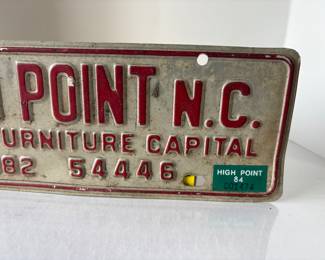 POINT N.C.
URNITURE CAPITAL
82 54446
HIGH POINT
84